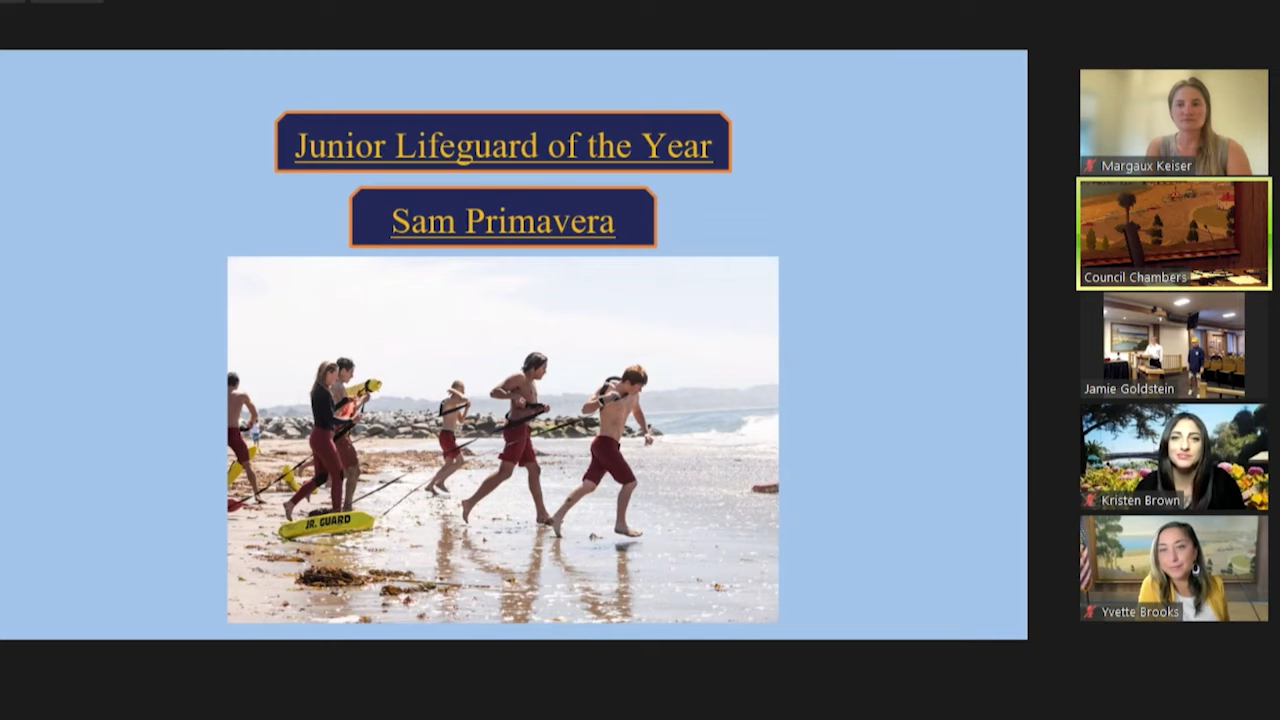 Junior Lifeguard of the Year
Sam Primavera
JR. GUARD
Margaux Keiser
Council Chambers
Jamie Goldstein
Kristen Brown
Yvette Brooks